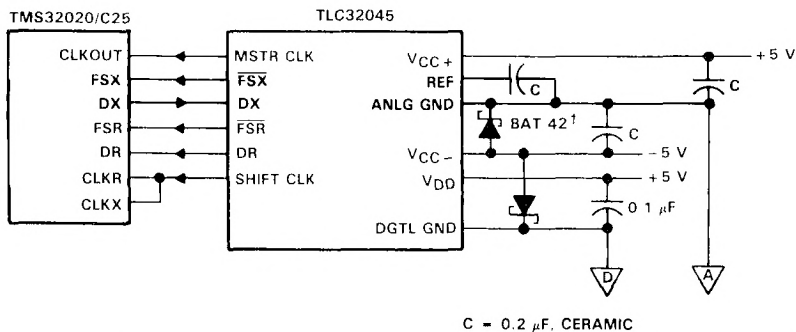 TMS32020/C25
TLC32045
CLKOUT
MSTR CLK
VCC+
+5 V
FSX
FSX
REF
C
C
DX
DX
ANLG GND
FSR
FSR
BAT 42†
C
DR
DR
VCC-
-5 V
CLKR
SHIFT CLK
VDD
+5 V
CLKX
0 1 μF
DGTL GND
D
A
C = 0.2 μF, CERAMIC